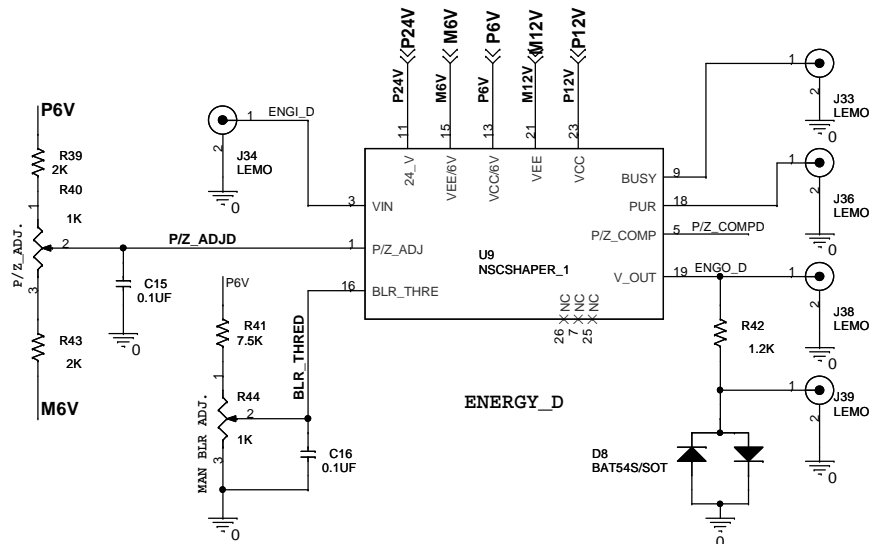 P24V
M6V
P6V
M12V
P12V
P24V
M6V
P6V
M12V
P12V
11
15
13
21
23
24_V
VEE/6V
VCC/6V
VEE
VCC
1
ENGI_D
2
J34
LEMO
0
3
VIN
P6V
R39
2K
R40
1
1K
P/Z_ADJ.
2
P/Z_ADJD
1
P/Z_ADJ
3
C15
0.1UF
0
R43
2K
M6V
16
BLR_THRE
P6V
R41
7.5K
BLR_THRED
1
R44
2
1K
MAN BLR ADJ.
3
C16
0.1UF
0
U9
NSCSHAPER_1
BUSY
9
PUR
18
P/Z_COMP
5
P/Z_COMPD
V_OUT
19
ENGO_D
NC
NC
NC
26
7
25
ENERGY_D
1
2
J33
LEMO
0
1
2
J36
LEMO
0
1
2
J38
LEMO
0
R42
1.2K
1
2
J39
LEMO
0
D8
BAT54S/SOT
0